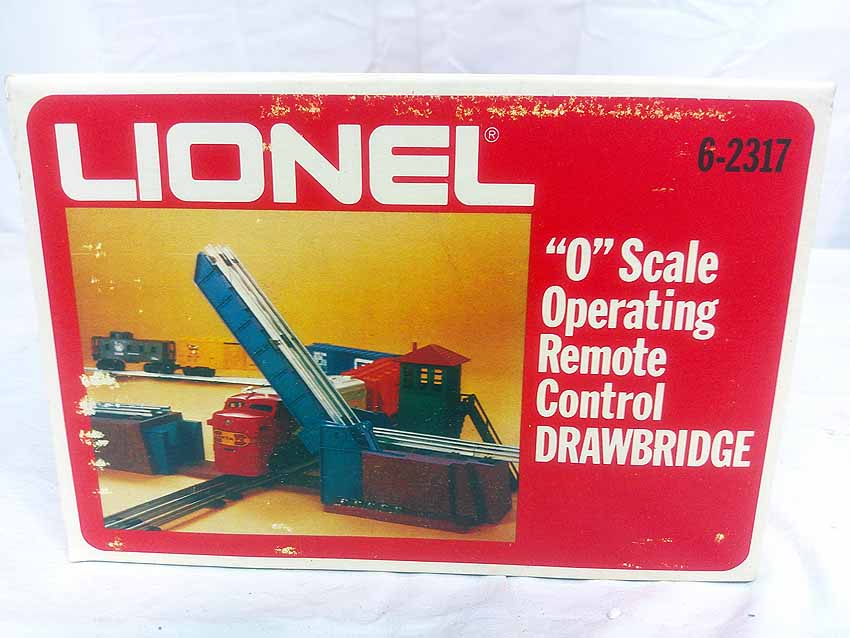 LIONEL®
6-2317
"O" Scale
Operating
Remote
Control
DRAWBRIDGE